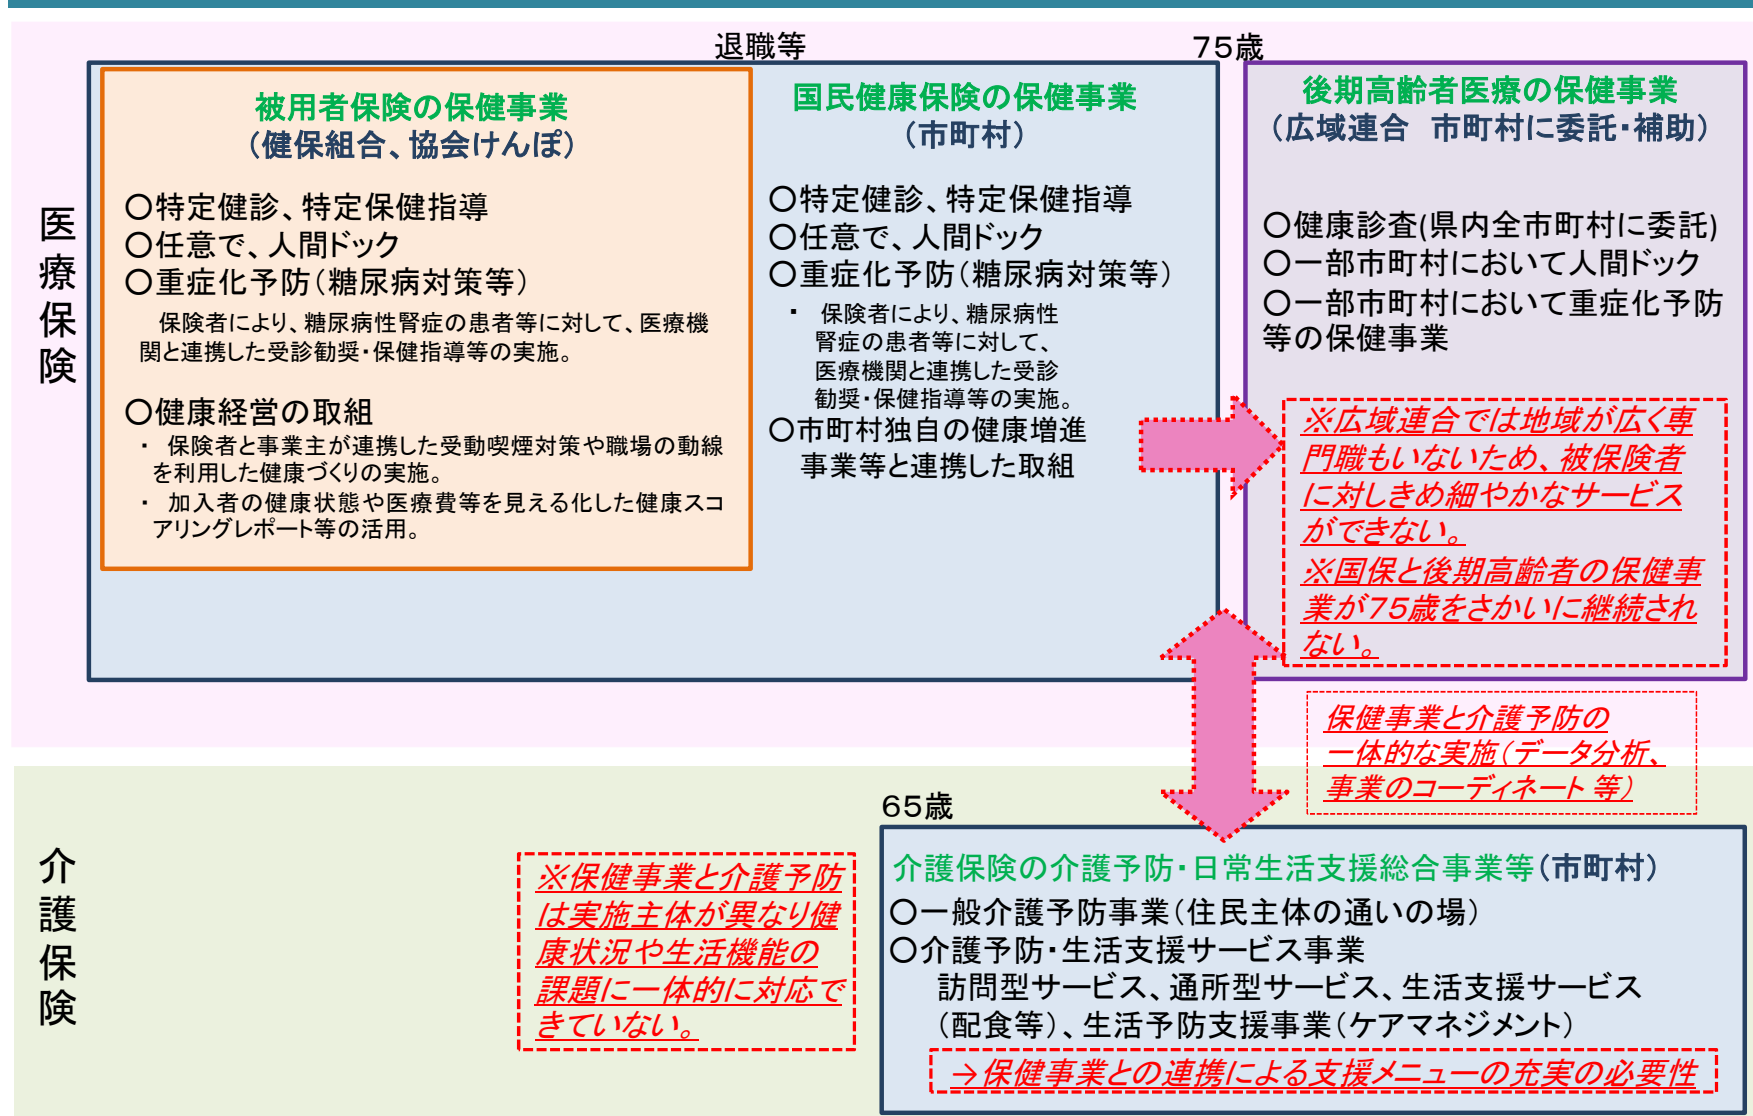 退職等
75歳
医療保険
被用者保険の保健事業
（健保組合、協会けんぽ）
〇特定健診、特定保健指導
〇任意で、人間ドック
〇重症化予防（糖尿病対策等）
保険者により、糖尿病性腎症の患者等に対して、医療機
関と連携した受診勧奨・保健指導等の実施。
〇健康経営の取組
・ 保険者と事業主が連携した受動喫煙対策や職場の動線
を利用した健康づくりの実施。
・ 加入者の健康状態や医療費等を見える化した健康スコ
アリングレポート等の活用。
国民健康保険の保健事業
（市町村）
〇特定健診、特定保健指導
〇任意で、人間ドック
〇重症化予防（糖尿病対策等）
・ 保険者により、糖尿病性
腎症の患者等に対して、
医療機関と連携した受診
勧奨・保健指導等の実施。
〇市町村独自の健康増進
事業等と連携した取組
後期高齢者医療の保健事業
（広域連合 市町村に委託・補助）
〇健康診査(県内全市町村に委託)
〇一部市町村において人間ドック
〇一部市町村において重症化予防
等の保健事業
※広域連合では地域が広く専
門職もいないため、被保険者
に対しきめ細やかなサービス
ができない。
※国保と後期高齢者の保健事
業が75歳をさかいに継続され
ない。
保健事業と介護予防の
一体的な実施（データ分析、
事業のコーディネート 等）
介護保険
65歳
※保健事業と介護予防
は実施主体が異なり健
康状況や生活機能の
課題に一体的に対応で
きていない。
介護保険の介護予防・日常生活支援総合事業等（市町村）
〇一般介護予防事業（住民主体の通いの場）
〇介護予防・生活支援サービス事業
訪問型サービス、通所型サービス、生活支援サービス
（配食等）、生活予防支援事業（ケアマネジメント）
→保健事業との連携による支援メニューの充実の必要性